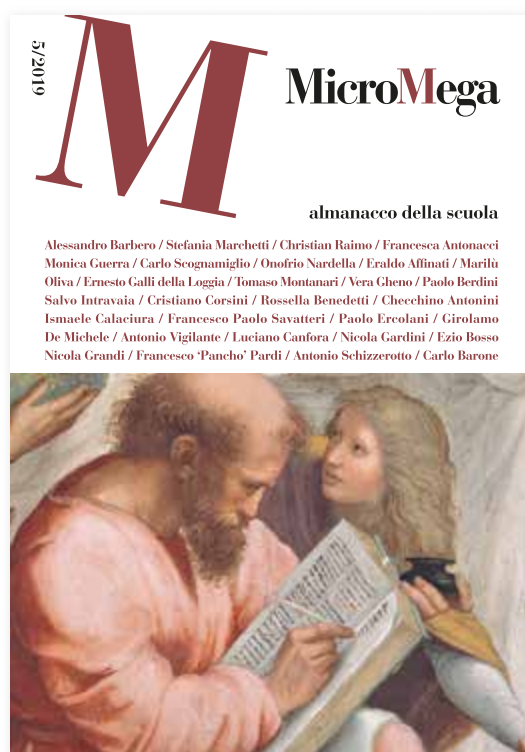 5/2019
M
MicroMega
almanacco della scuola
Alessandro Barbero / Stefania Marchetti / Christian Raimo / Francesca Antonacci
Monica Guerra / Carlo Scognamiglio / Onofrio Nardella / Eraldo Affinati / Marilù
Oliva / Ernesto Galli della Loggia / Tomaso Montanari / Vera Gheno / Paolo Berdini
Salvo Intravaia / Cristiano Corsini / Rossella Benedetti / Checchino Antonini
Ismaele Calaciura / Francesco Paolo Savatteri / Paolo Ercolani / Girolamo
De Michele / Antonio Vigilante / Luciano Canfora / Nicola Gardini / Ezio Bosso
Nicola Grandi / Francesco ‘Pancho’ Pardi / Antonio Schizzerotto / Carlo Barone